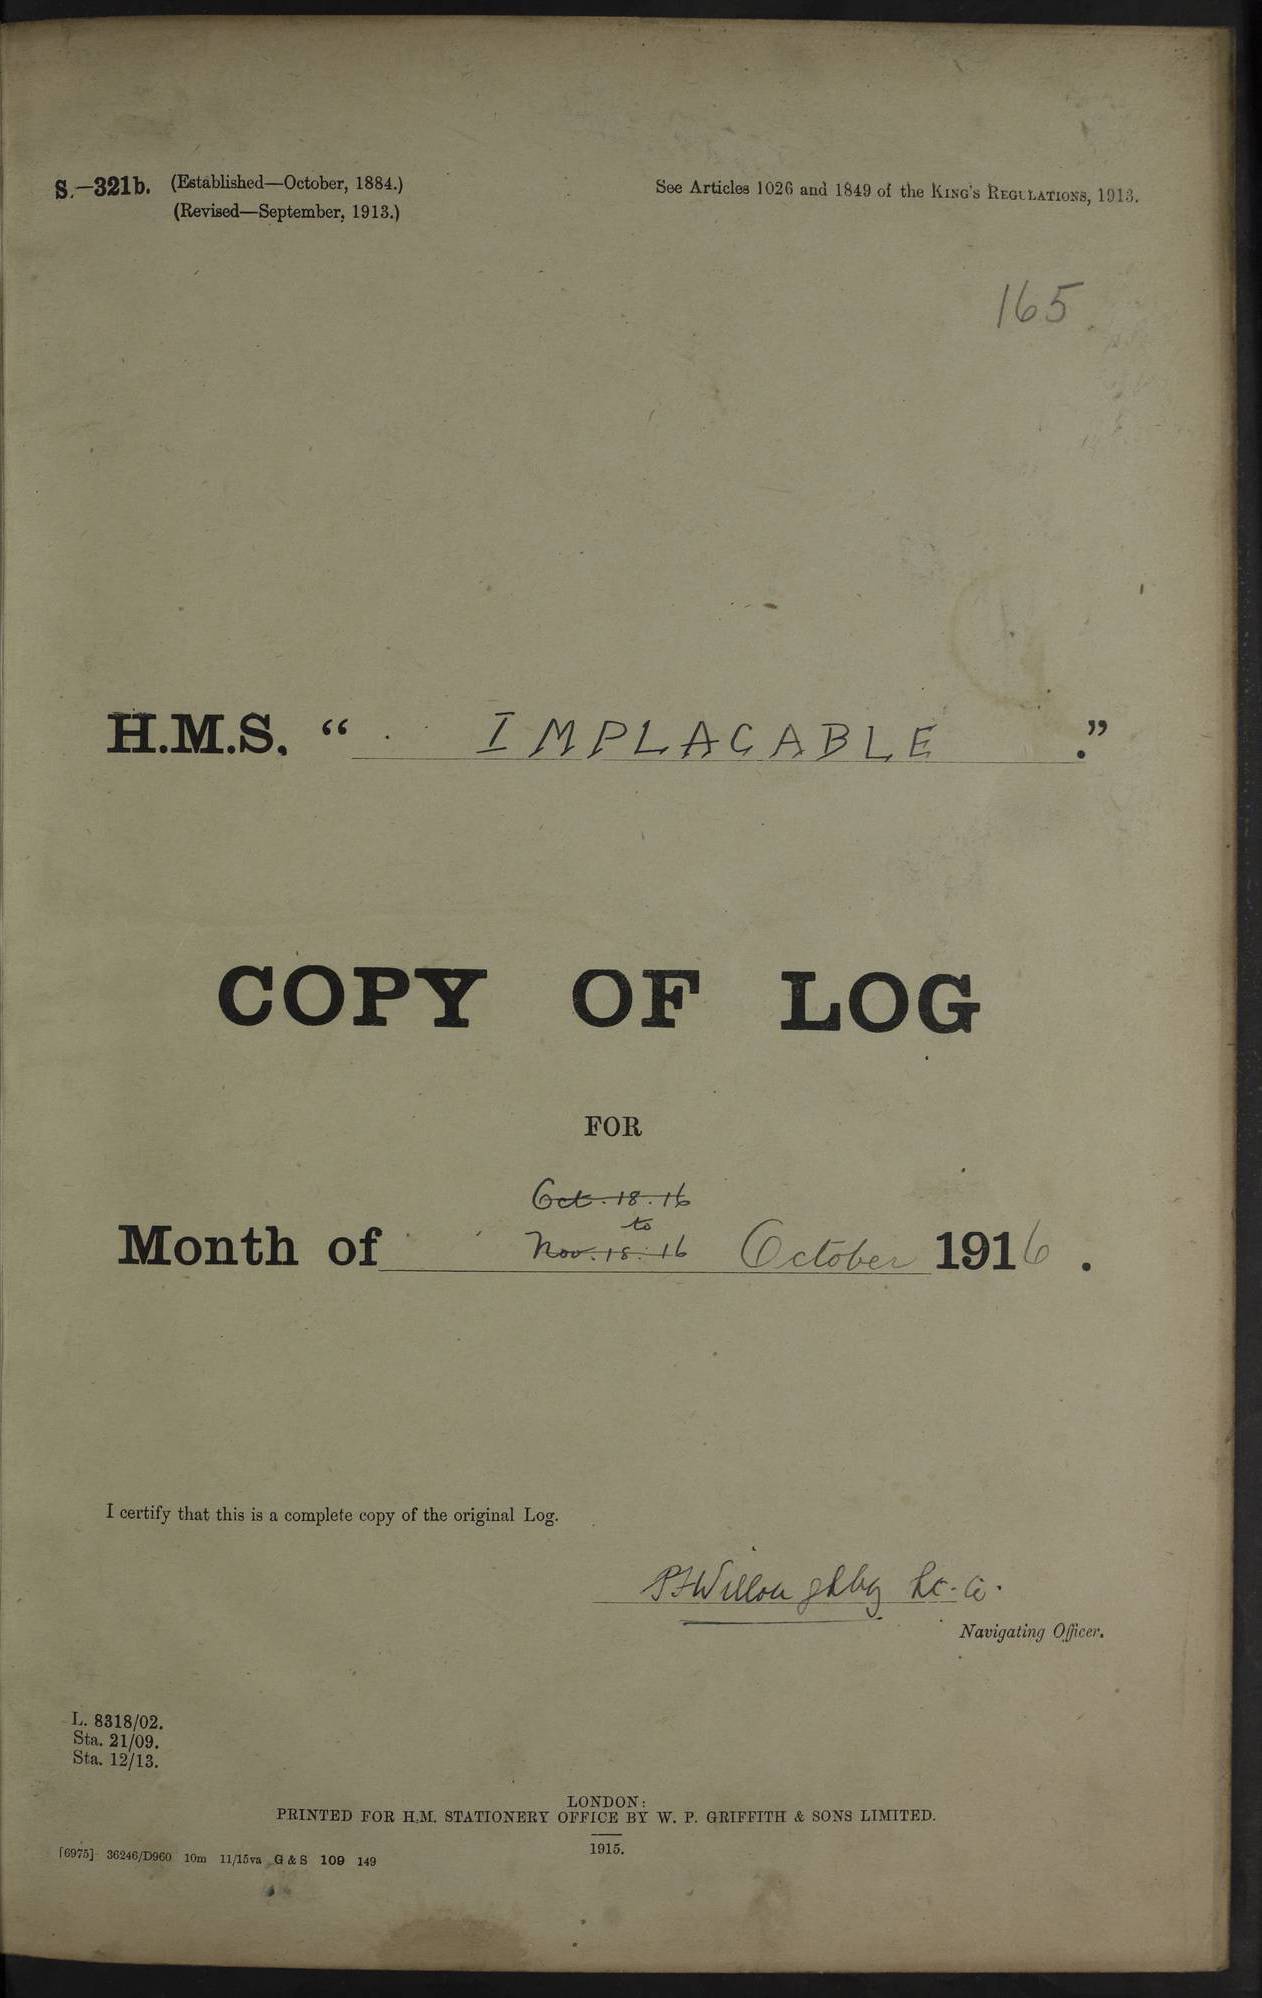 S.—321b. (Established—October, 1884.)
(Revised—September, 1913.)
See Articles 1026 and 1849 of the KING'S REGULATIONS, 1913.
165
H.M.S. “ IMPLACABLE .”
COPY OF LOG
FOR
Oct. 18. 16
to
Nov. 18. 16
Month of October 1916.
I certify that this is a complete copy of the original Log.
Willoughby Lt.
Navigating Officer.
L. 8318/02.
Sta. 21/09.
Sta. 12/13.
LONDON:
PRINTED FOR H.M. STATIONERY OFFICE BY W. P. GRIFFITH & SONS LIMITED.
1915.
[6975] 36246/D960 10m 11/15va G & S 109 149